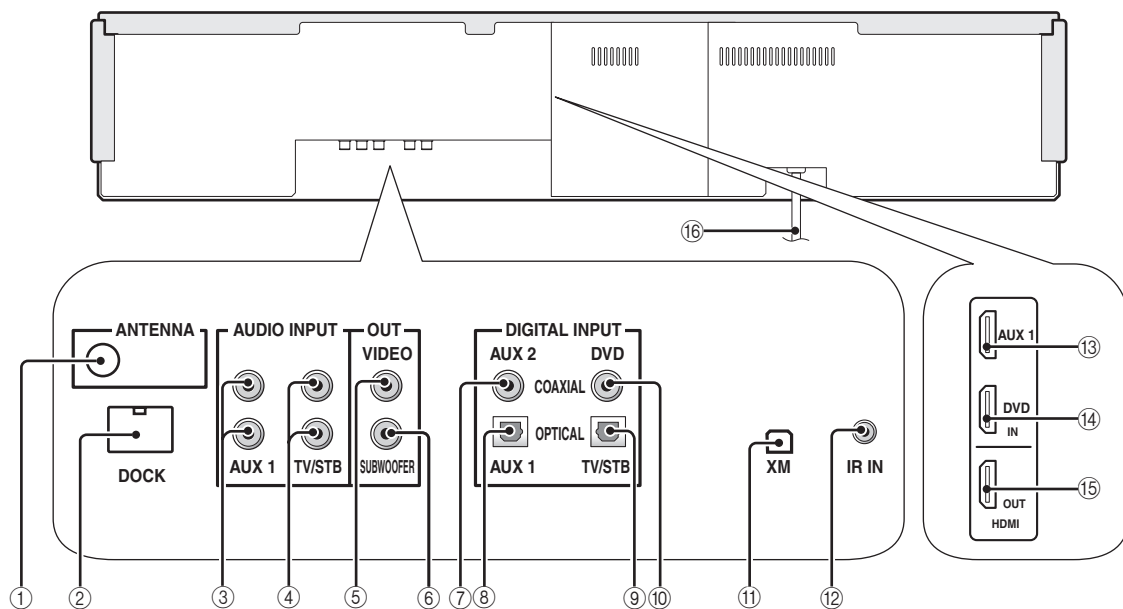 ⑯
ANTENNA
AUDIO INPUT
OUT
DIGITAL INPUT
VIDEO
AUX 2
DVD
COAXIAL
OPTICAL
AUX 1
TV/STB
SUBWOOFER
AUX 1
TV/STB
DOCK
XM
IR IN
AUX 1
DVD
IN
OUT
HDMI
⑬
⑭
⑮
① ② ③ ④ ⑤ ⑥ ⑦ ⑧ ⑨ ⑩ ⑪ ⑫